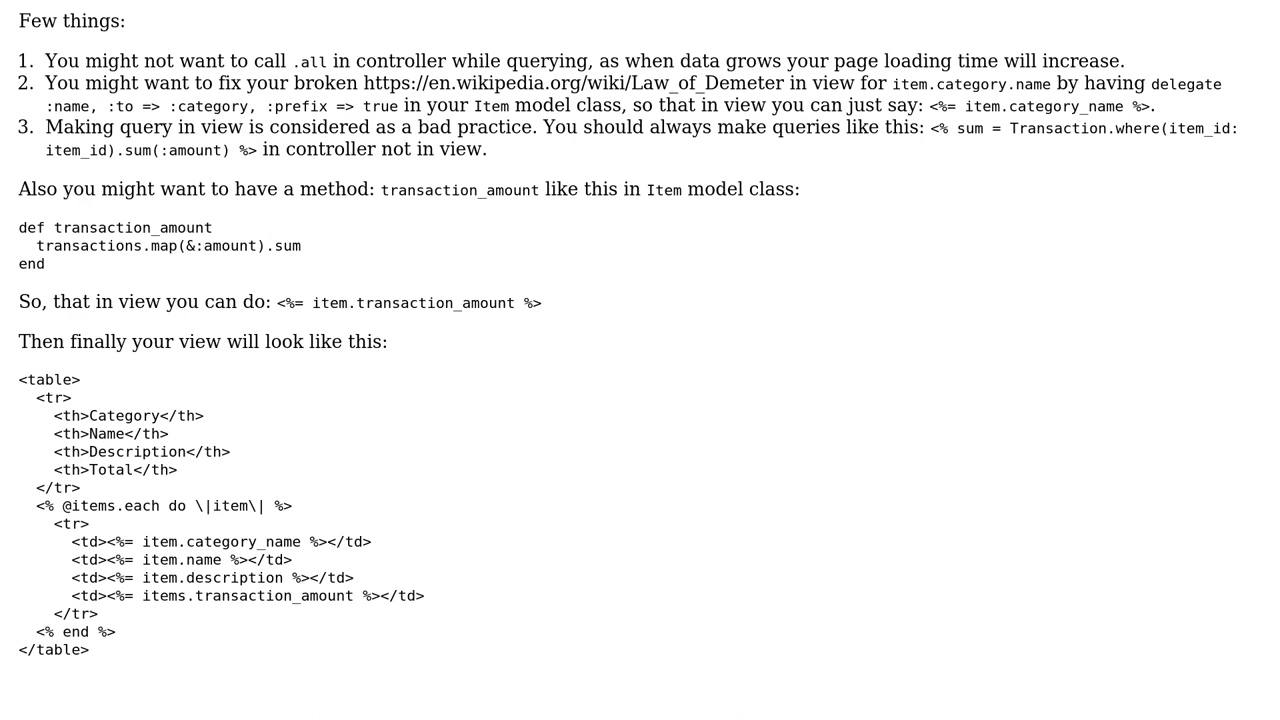 Few things:
1. You might not want to call .all in controller while querying, as when data grows your page loading time will increase.
2. You might want to fix your broken https://en.wikipedia.org/wiki/Law_of_Demeter in view for item.category.name by having delegate
:name, :to => :category, :prefix => true in your Item model class, so that in view you can just say: <%= item.category_name %>.
3. Making query in view is considered as a bad practice. You should always make queries like this: <% sum = Transaction.where(item_id:
item_id).sum(:amount) %> in controller not in view.
Also you might want to have a method: transaction_amount like this in Item model class:
def transaction_amount
  transactions.map(&:amount).sum
end
So, that in view you can do: <%= item.transaction_amount %>
Then finally your view will look like this:
<table>
  <tr>
    <th>Category</th>
    <th>Name</th>
    <th>Description</th>
    <th>Total</th>
  </tr>
  <% @items.each do \|item\| %>
    <tr>
      <td><%= item.category_name %></td>
      <td><%= item.name %></td>
      <td><%= item.description %></td>
      <td><%= items.transaction_amount %></td>
    </tr>
  <% end %>
</table>